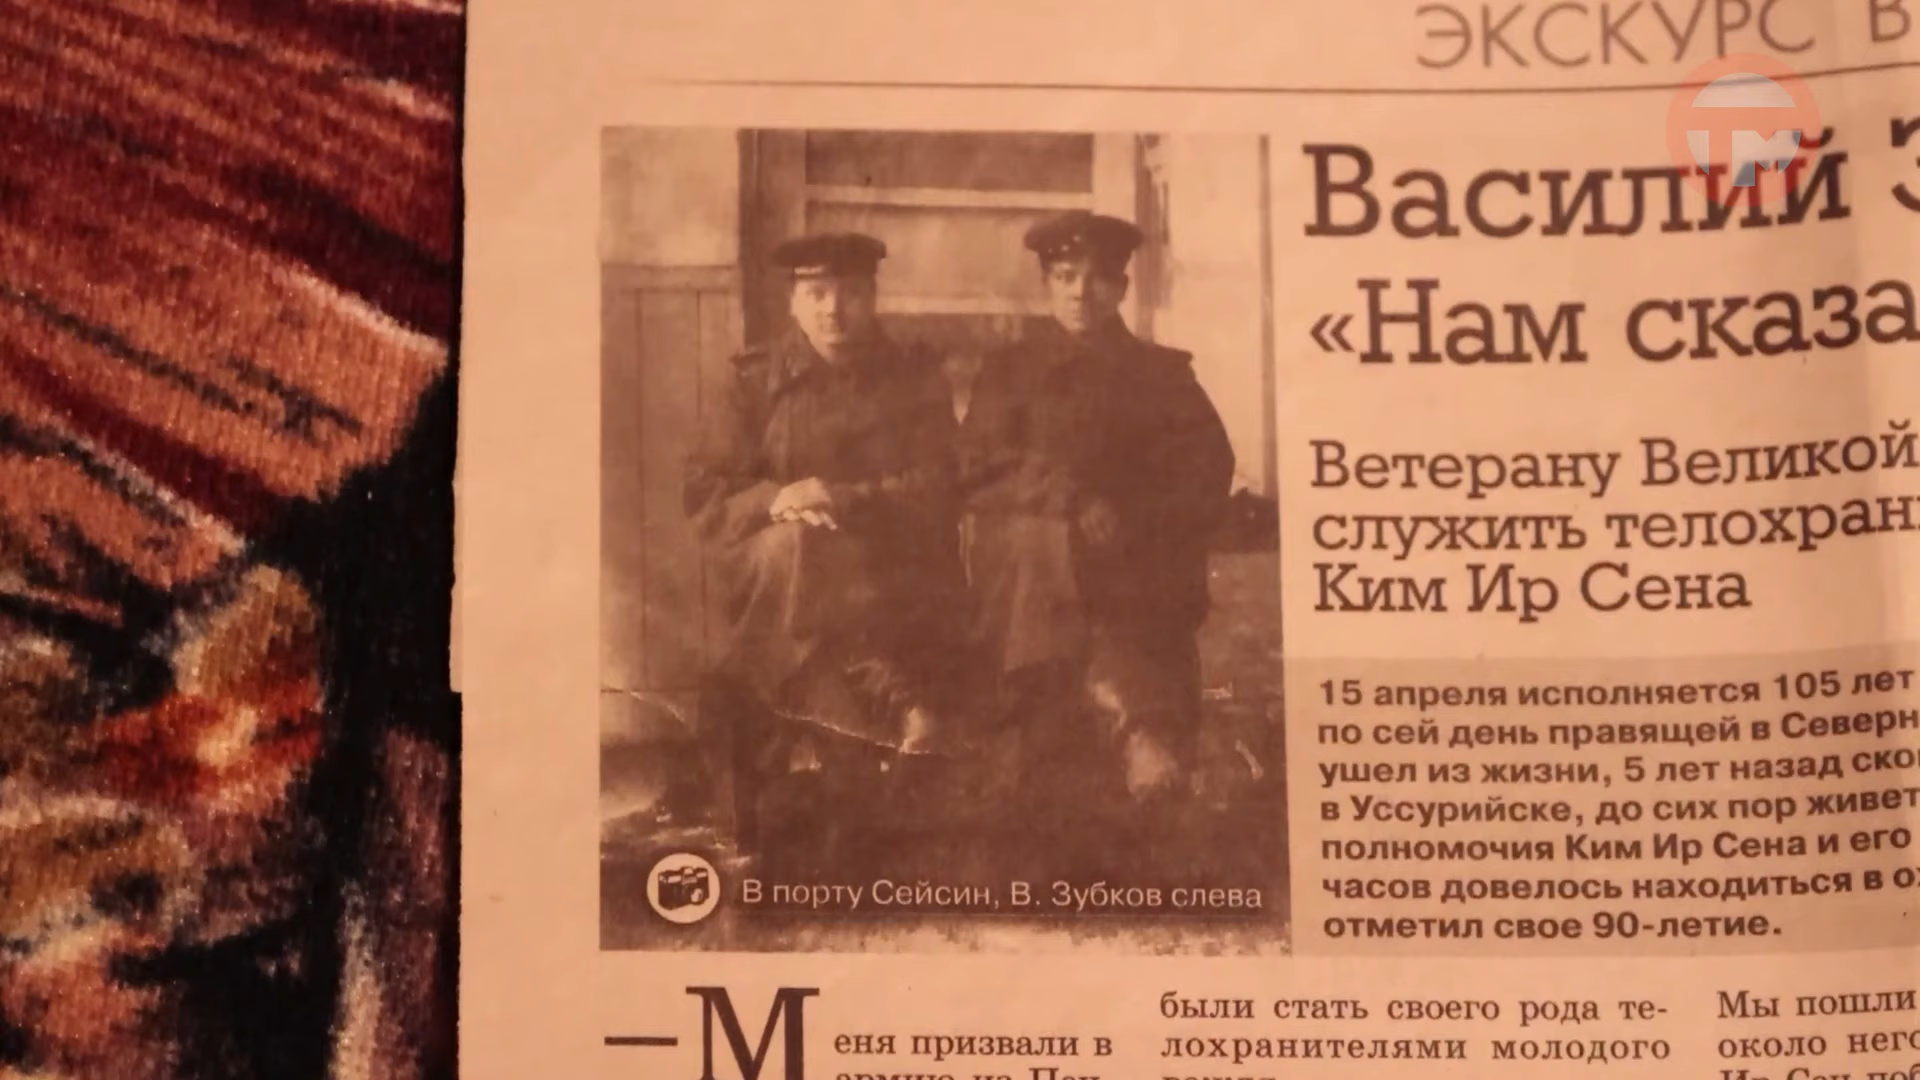 ЭКСКУРС В
ТМ
Василий
«Нам сказа
Ветерану Великой
служить телохран
Ким Ир Сена
15 апреля исполняется 105 лет
по сей день правящей в Северн
ушел из жизни, 5 лет назад ско
в Уссурийске, до сих пор живет
полномочия Ким Ир Сена и его
часов довелось находиться в о
отметил свое 90-летие.
В порту Сейсин, В. Зубков слева
—Меня призвали в
были стать своего рода те-
лохранителями молодого
Мы пошли
около него